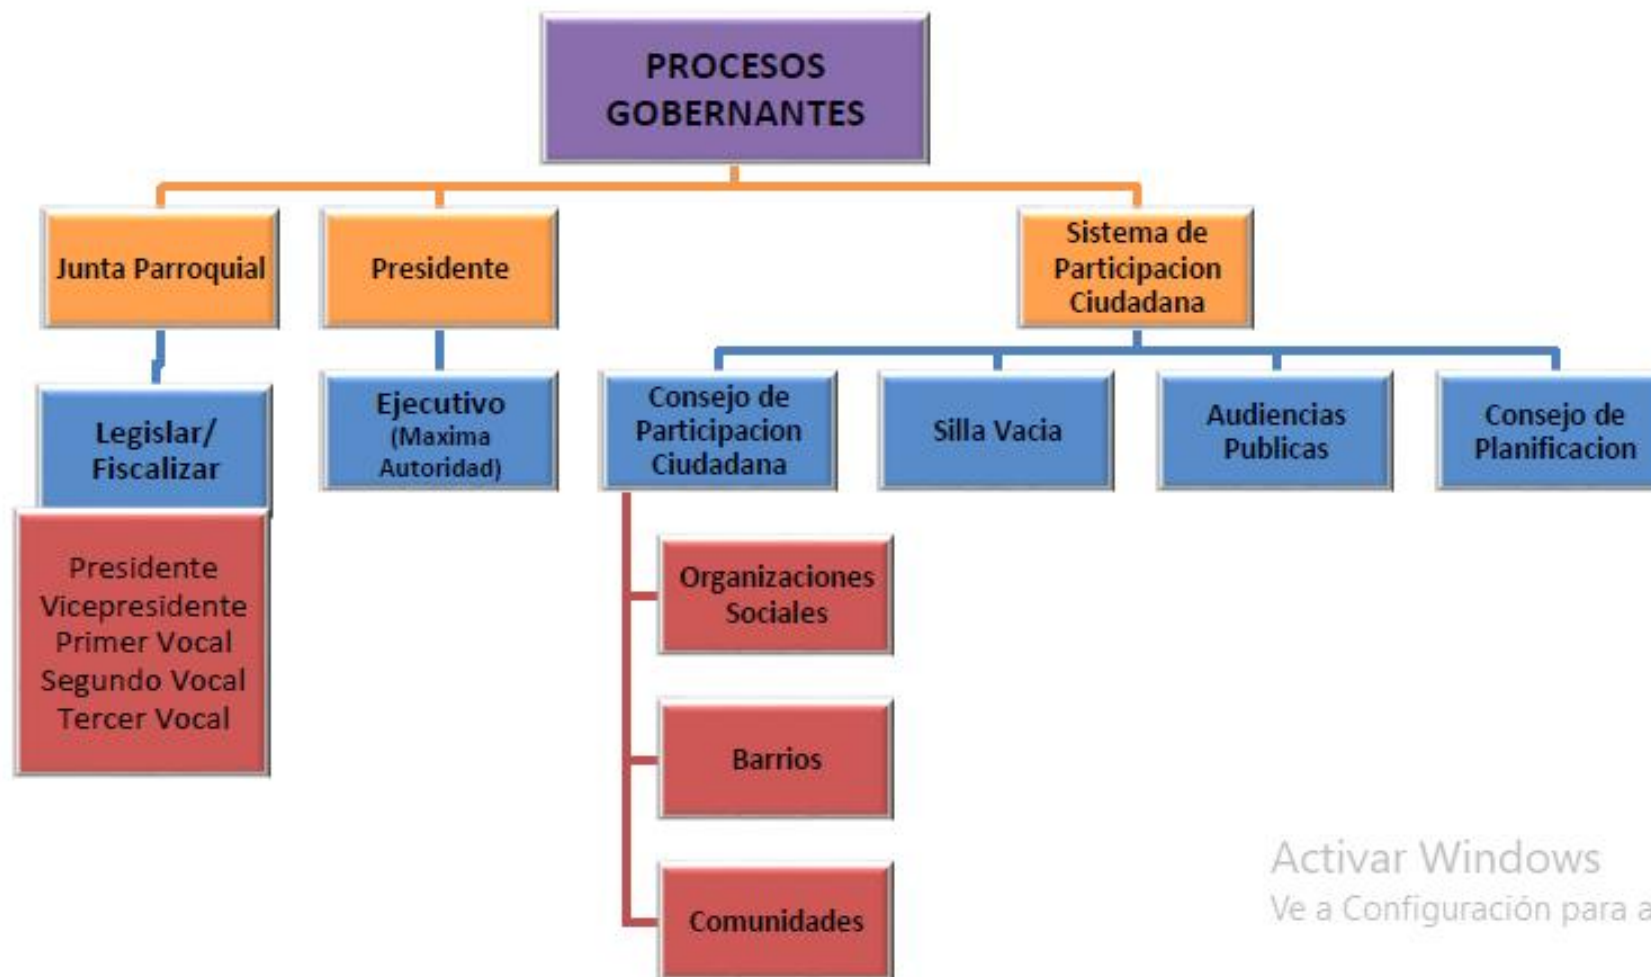 PROCESOS
GOBERNANTES
Junta Parroquial
Presidente
Sistema de
Participacion
Ciudadana
Legislar/
Fiscalizar
Ejecutivo
(Maxima
Autoridad)
Consejo de
Participacion
Ciudadana
Silla Vacia
Audiencias
Publicas
Consejo de
Planificacion
Presidente
Vicepresidente
Primer Vocal
Segundo Vocal
Tercer Vocal
Organizaciones
Sociales
Barrios
Comunidades
Activar Windows
Ve a Configuración para a